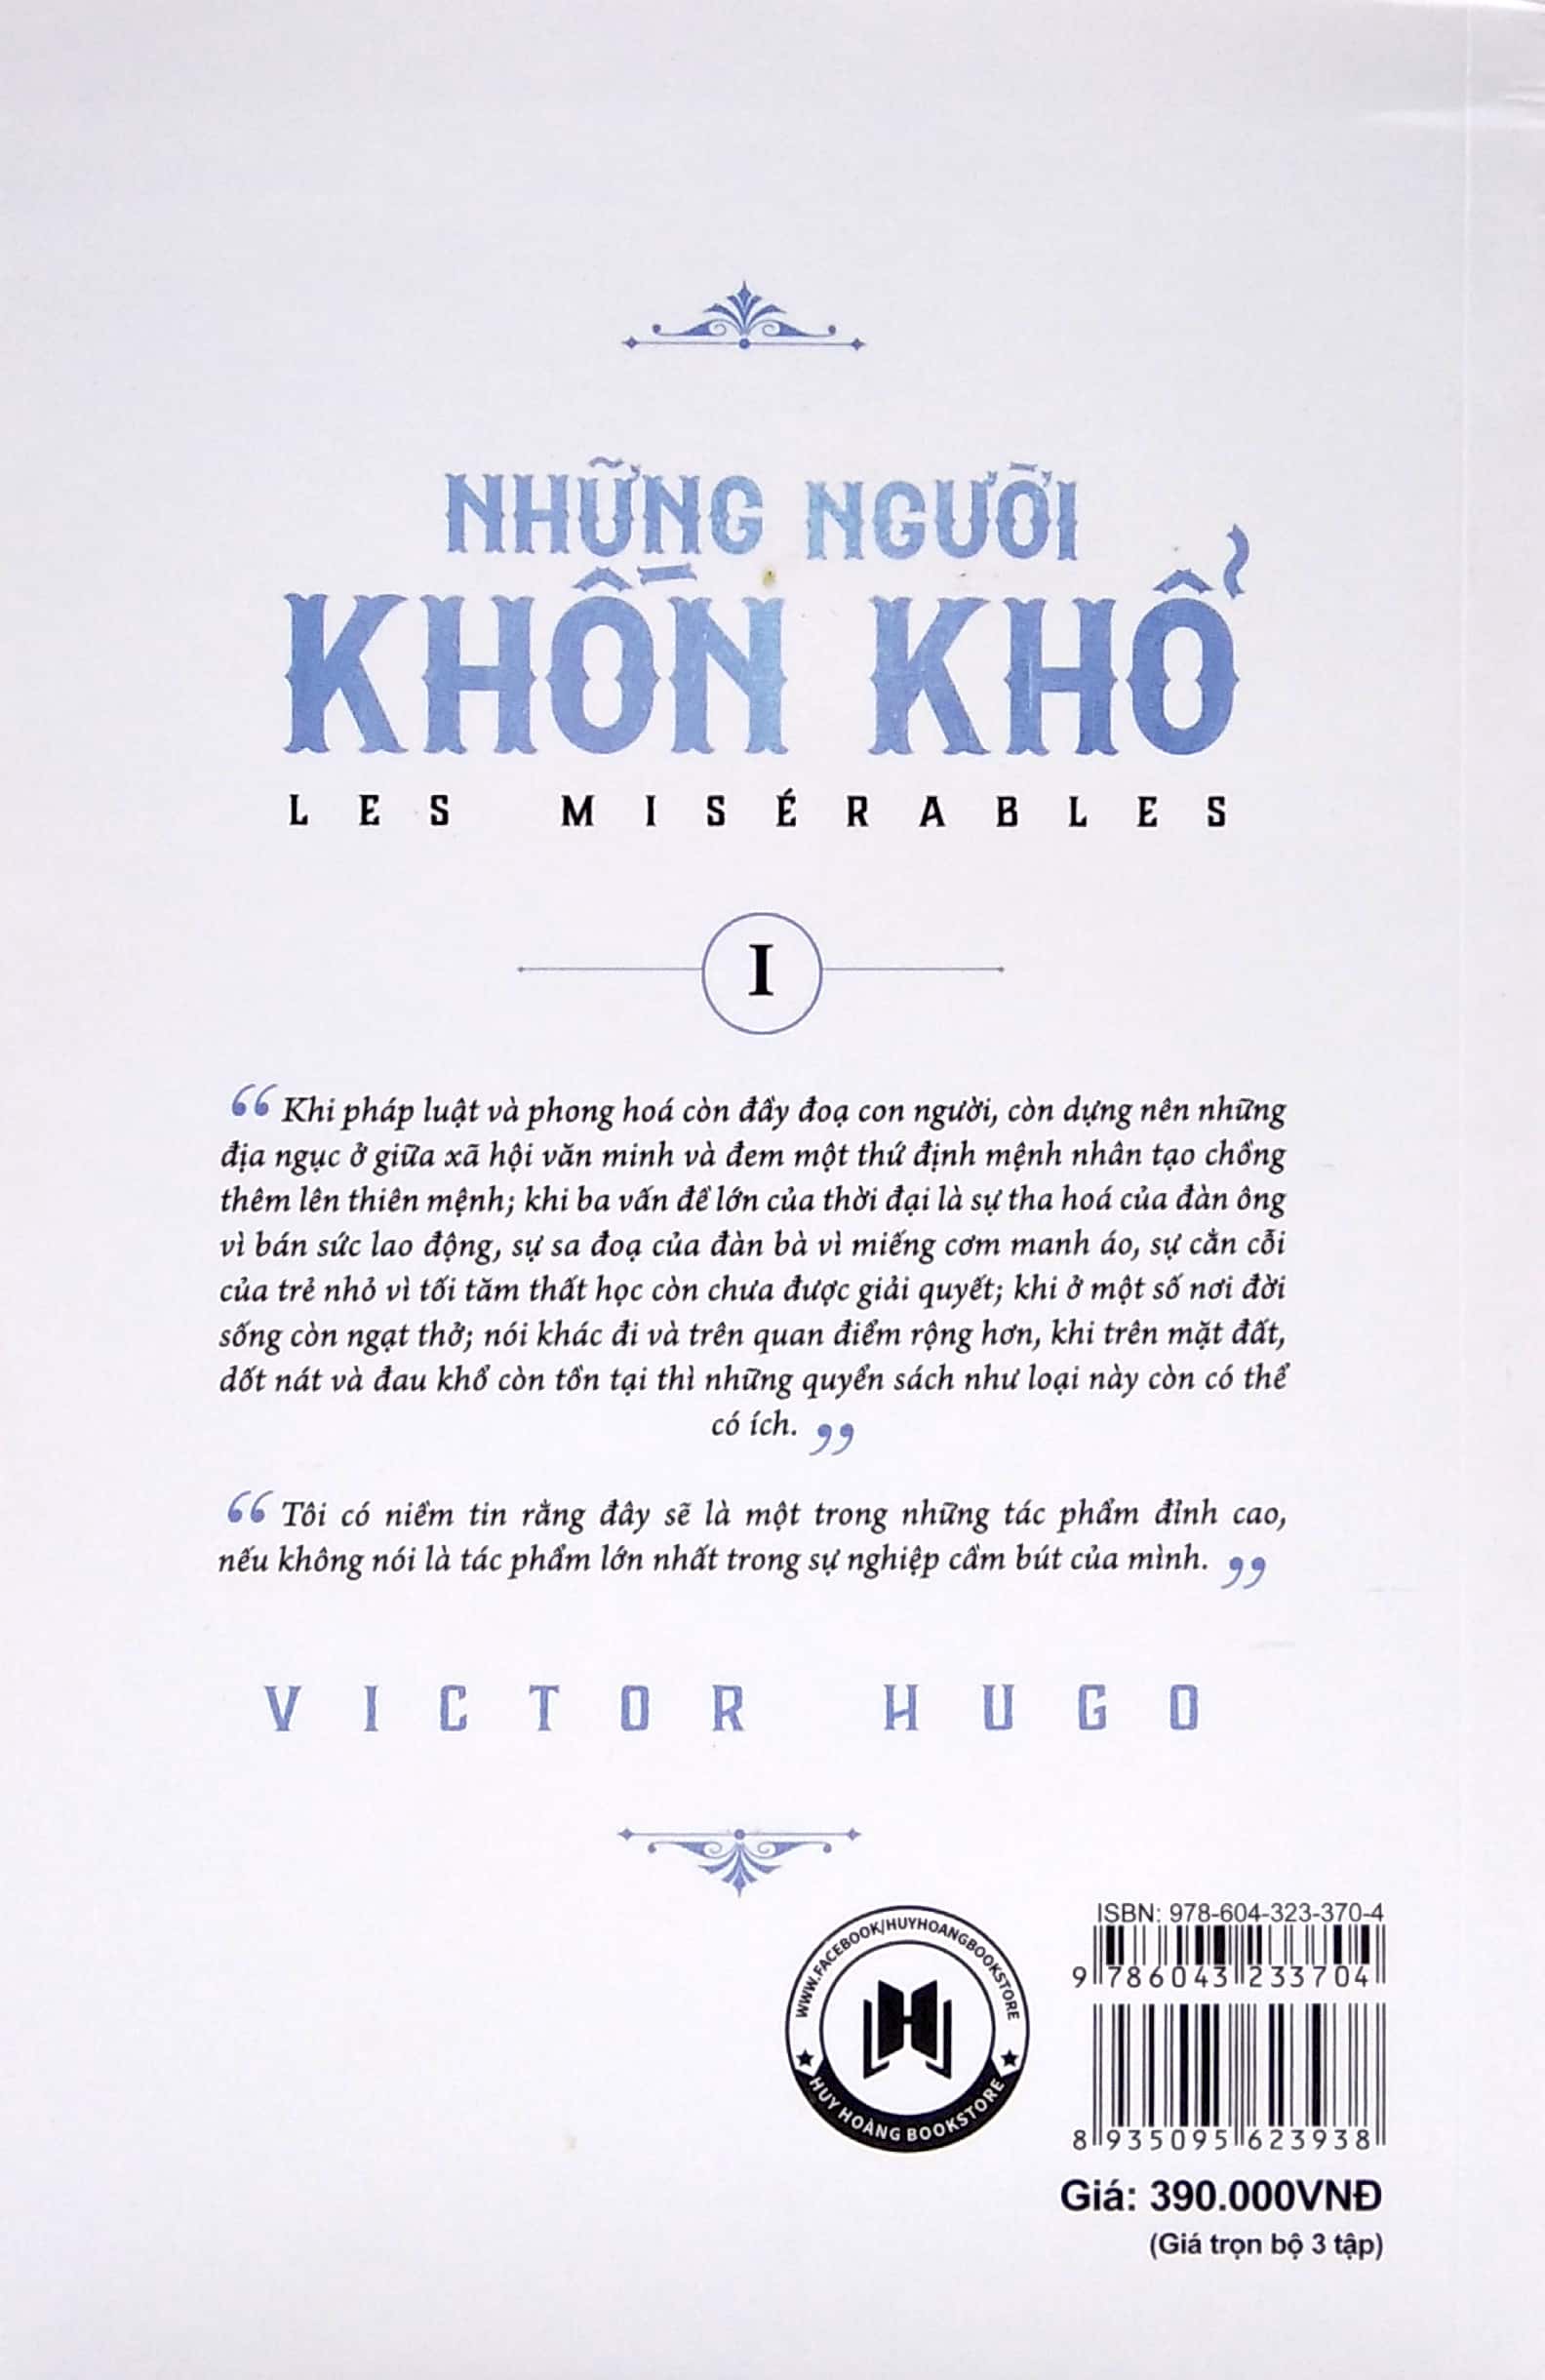 NHỮNG NGƯỜI
KHỐN KHỔ
LES MISÉRABLES
I
“ Khi pháp luật và phong hoá còn đầy đoạ con người, còn dựng nên những
địa ngục ở giữa xã hội văn minh và đem một thứ định mệnh nhân tạo chồng
thêm lên thiên mệnh; khi ba vấn đề lớn của thời đại là sự tha hoá của đàn ông
vì bán sức lao động, sự sa đoạ của đàn bà vì miếng cơm manh áo, sự cằn cỗi
của trẻ nhỏ vì tối tăm thất học còn chưa được giải quyết; khi ở một số nơi đời
sống còn ngạt thở; nói khác đi và trên quan điểm rộng hơn, khi trên mặt đất,
dốt nát và đau khổ còn tồn tại thì những quyển sách như loại này còn có thể
có ích. ”
“ Tôi có niềm tin rằng đây sẽ là một trong những tác phẩm đỉnh cao,
nếu không nói là tác phẩm lớn nhất trong sự nghiệp cầm bút của mình. ”
VICTOR HUGO
WWW.FACEBOOK/HUYHOANGBOOKSTORE
HUY HOÀNG BOOKSTORE
ISBN: 978-604-323-370-4
9 786043 233704
8 935095 623938
Giá: 390.000VNĐ
(Giá trọn bộ 3 tập)